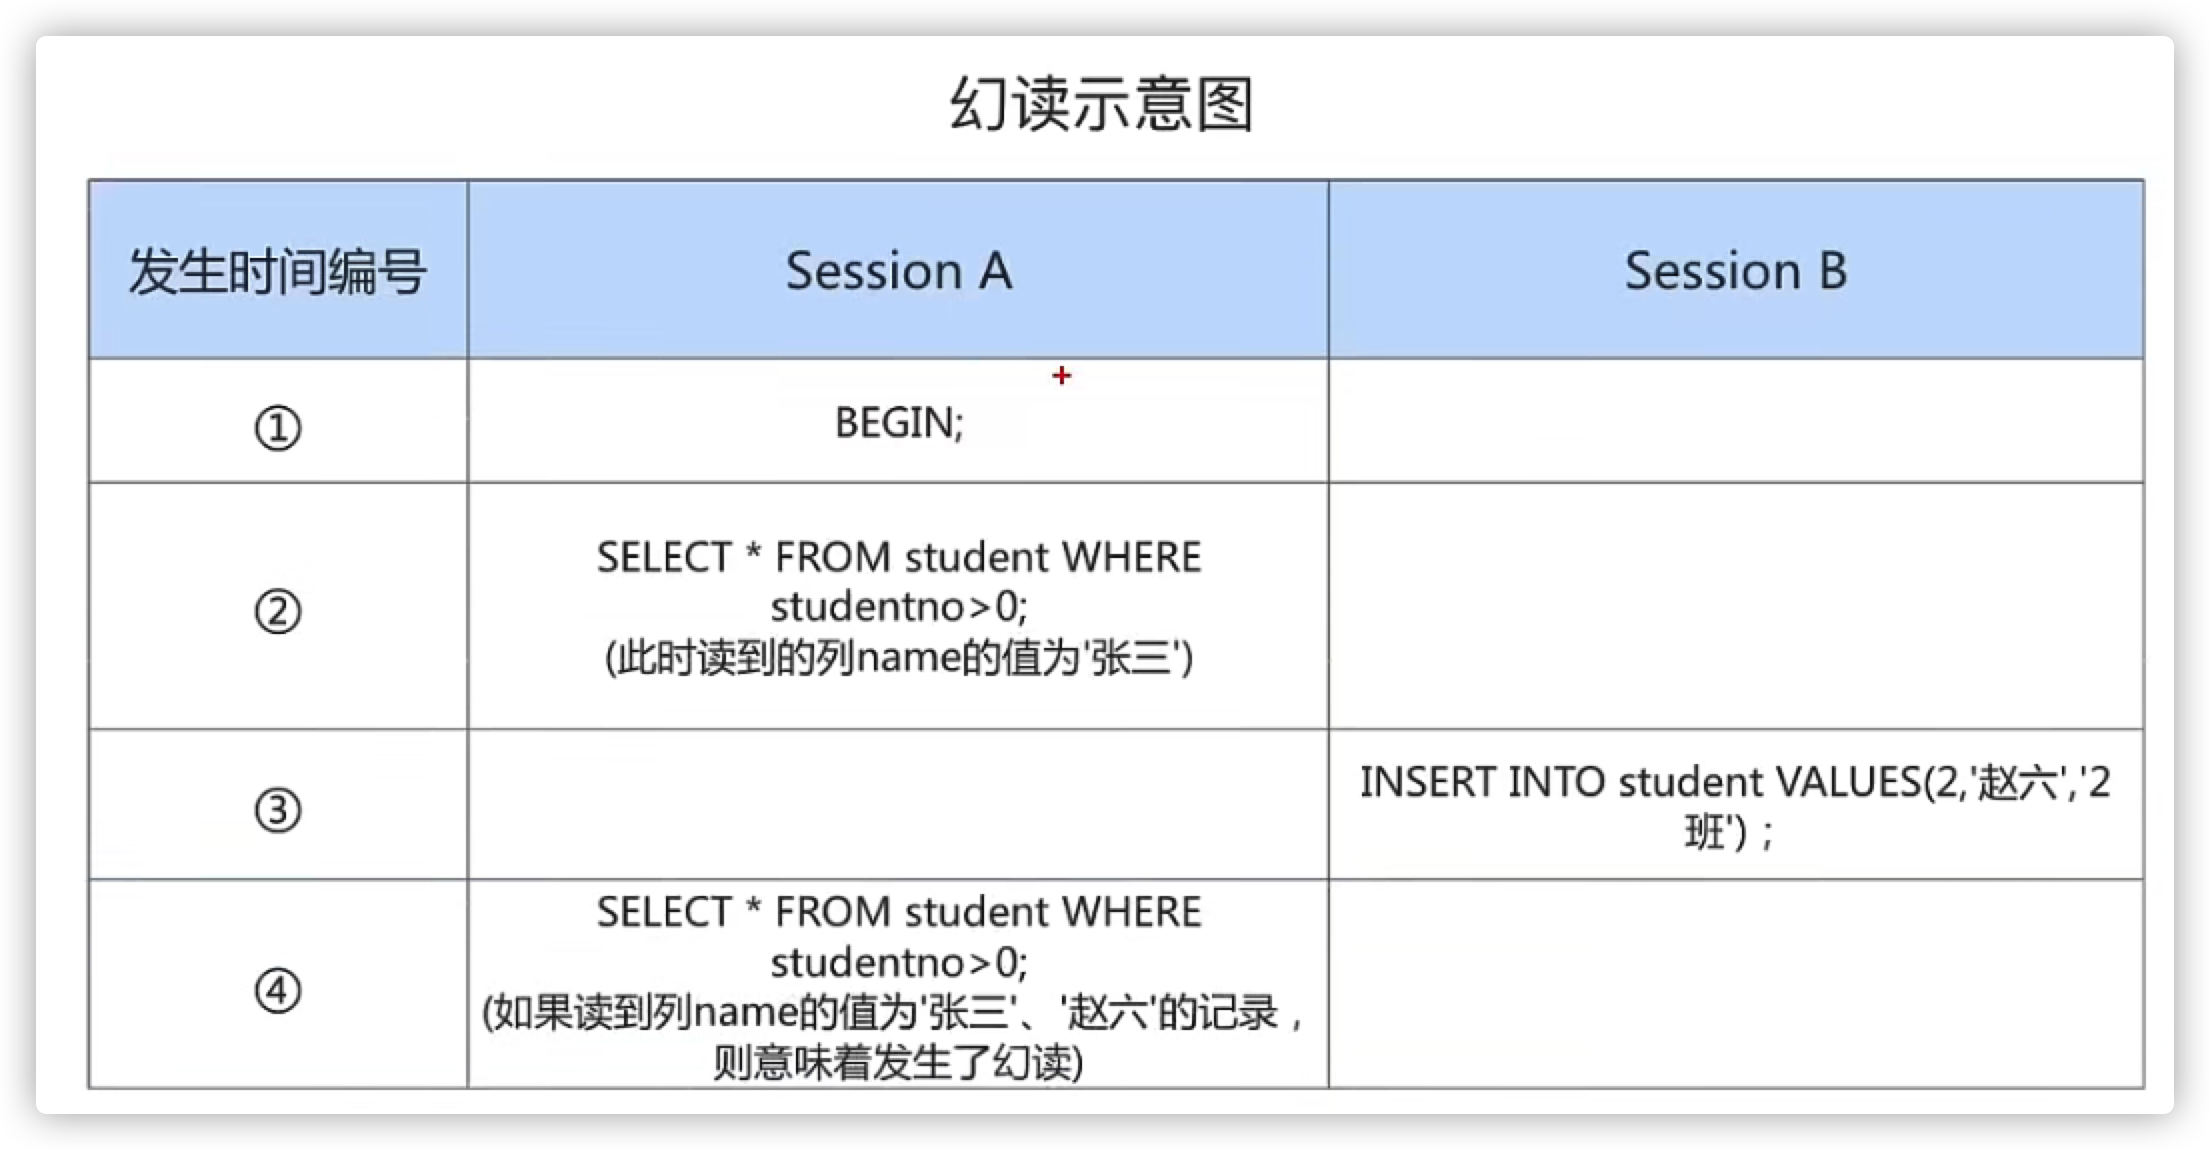 幻读示意图
发生时间编号
Session A
Session B
①
BEGIN;
②
SELECT * FROM student WHERE
studentno>0;
(此时读到的列name的值为'张三')
③
INSERT INTO student VALUES(2,'赵六','2
班') ;
④
SELECT * FROM student WHERE
studentno>0;
(如果读到列name的值为'张三'、'赵六'的记录，
则意味着发生了幻读)